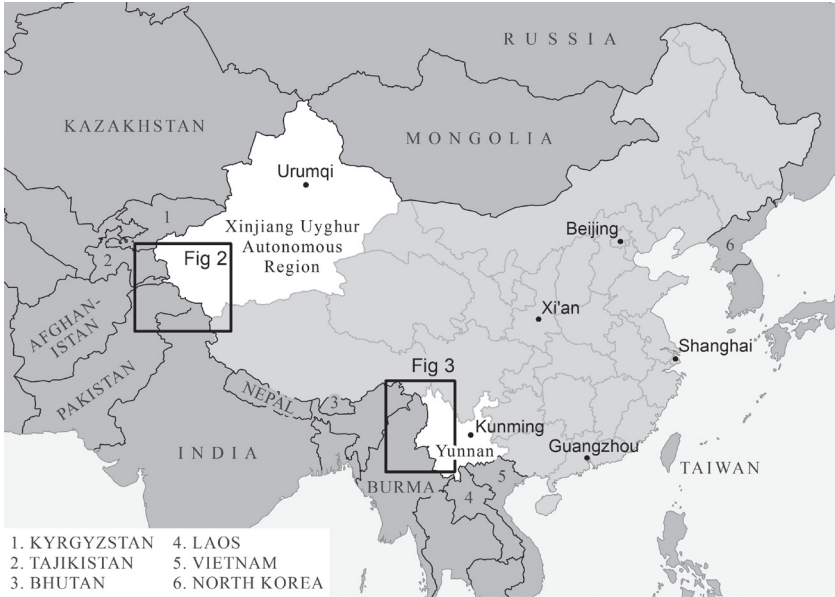 RUSSIA
KAZAKHSTAN
MONGOLIA
Urumqi
Xinjiang Uyghur
Autonomous
Region
1
2
Fig 2
Beijing
6
AFGHAN-
ISTAN
Xi'an
Shanghai
PAKISTAN
NEPAL
3
Fig 3
Kunming
Yunnan
Guangzhou
INDIA
TAIWAN
BURMA
4
5
1. KYRGYZSTAN
2. TAJIKISTAN
3. BHUTAN
4. LAOS
5. VIETNAM
6. NORTH KOREA